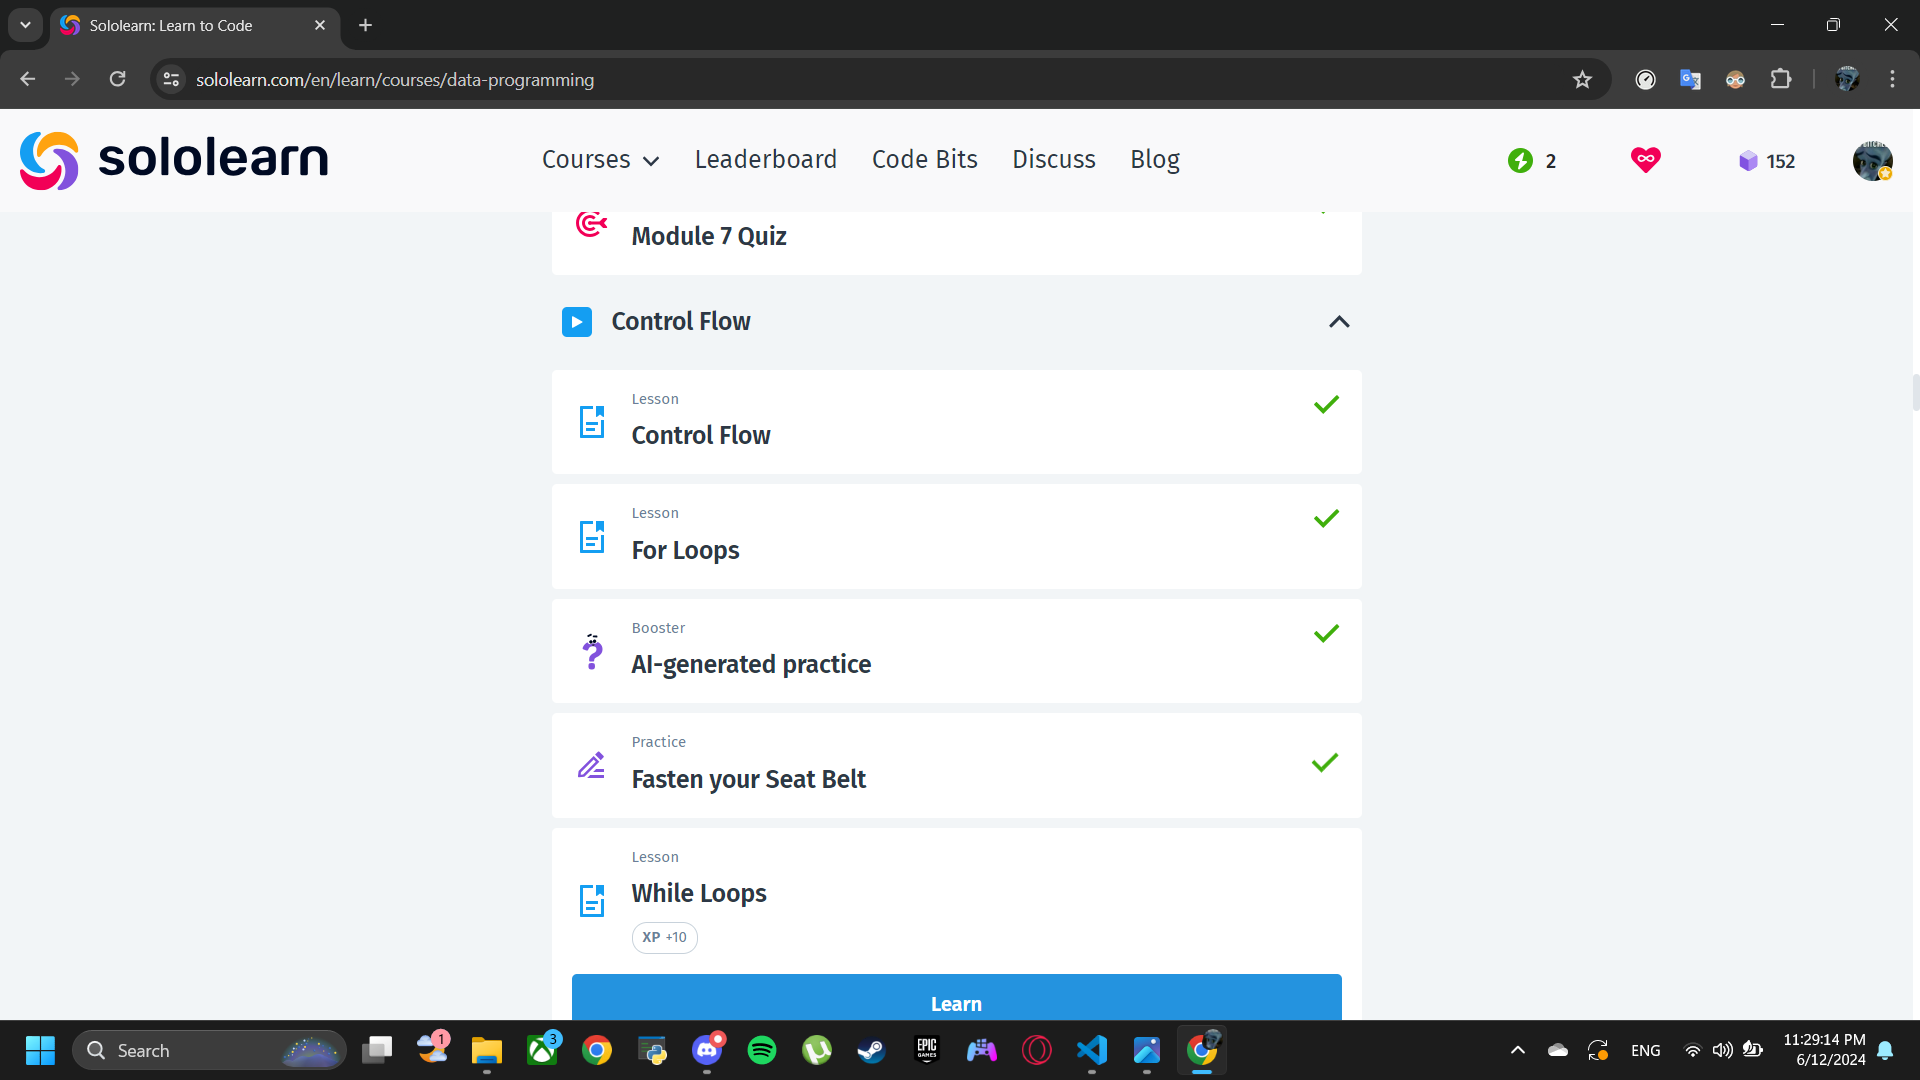 Sololearn: Learn to Code
sololearn.com/en/learn/courses/data-programming
sololearn
Courses
Leaderboard
Code Bits
Discuss
Blog
2
152
Module 7 Quiz
Control Flow
Lesson
Control Flow
Lesson
For Loops
Booster
AI-generated practice
Practice
Fasten your Seat Belt
Lesson
While Loops
XP +10
Learn
Search
1
3
EPIC
GAMES
ENG
11:29:14 PM
6/12/2024